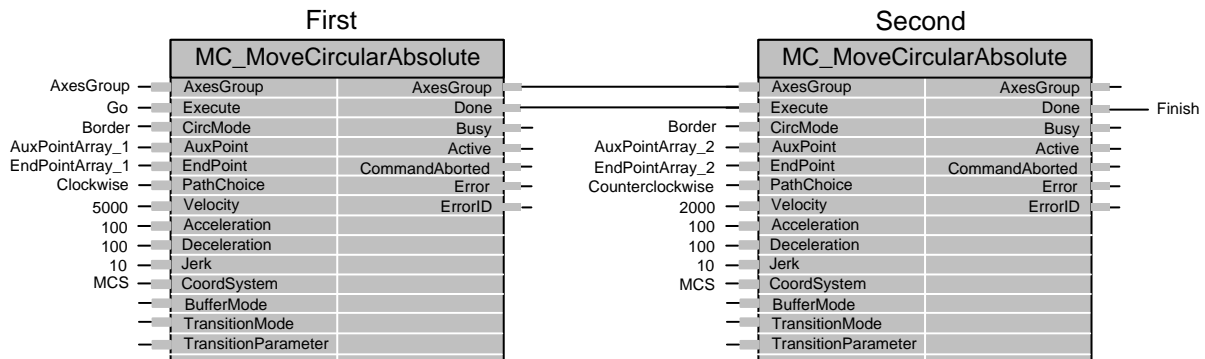 First Second
MC_MoveCircularAbsolute MC_MoveCircularAbsolute
AxesGroup AxesGroup AxesGroup AxesGroup AxesGroup
Go Execute Done Execute Done Finish
Border CircMode Busy Border CircMode Busy
AuxPointArray_1 AuxPoint Active AuxPointArray_2 AuxPoint Active
EndPointArray_1 EndPoint CommandAborted EndPointArray_2 EndPoint CommandAborted
Clockwise PathChoice Error Counterclockwise PathChoice Error
5000 Velocity ErrorID 2000 Velocity ErrorID
100 Acceleration 100 Acceleration
100 Deceleration 100 Deceleration
10 Jerk 10 Jerk
MCS CoordSystem MCS CoordSystem
BufferMode BufferMode
TransitionMode TransitionMode
TransitionParameter TransitionParameter